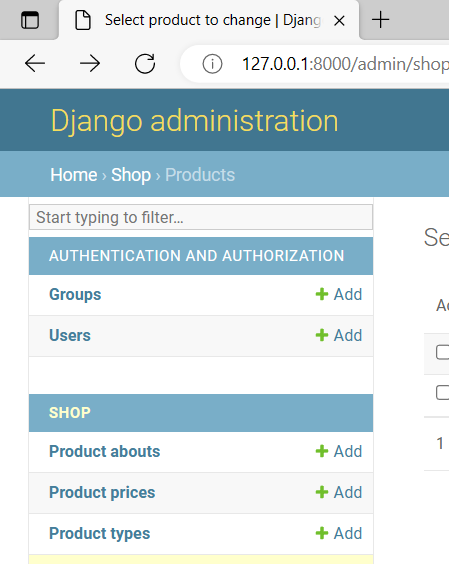 Select product to change | Djang
127.0.0.1:8000/admin/shop
Django administration
Home › Shop › Products
Start typing to filter…
AUTHENTICATION AND AUTHORIZATION
Groups + Add
Users + Add
SHOP
Product abouts + Add
Product prices + Add
Product types + Add
Se
1